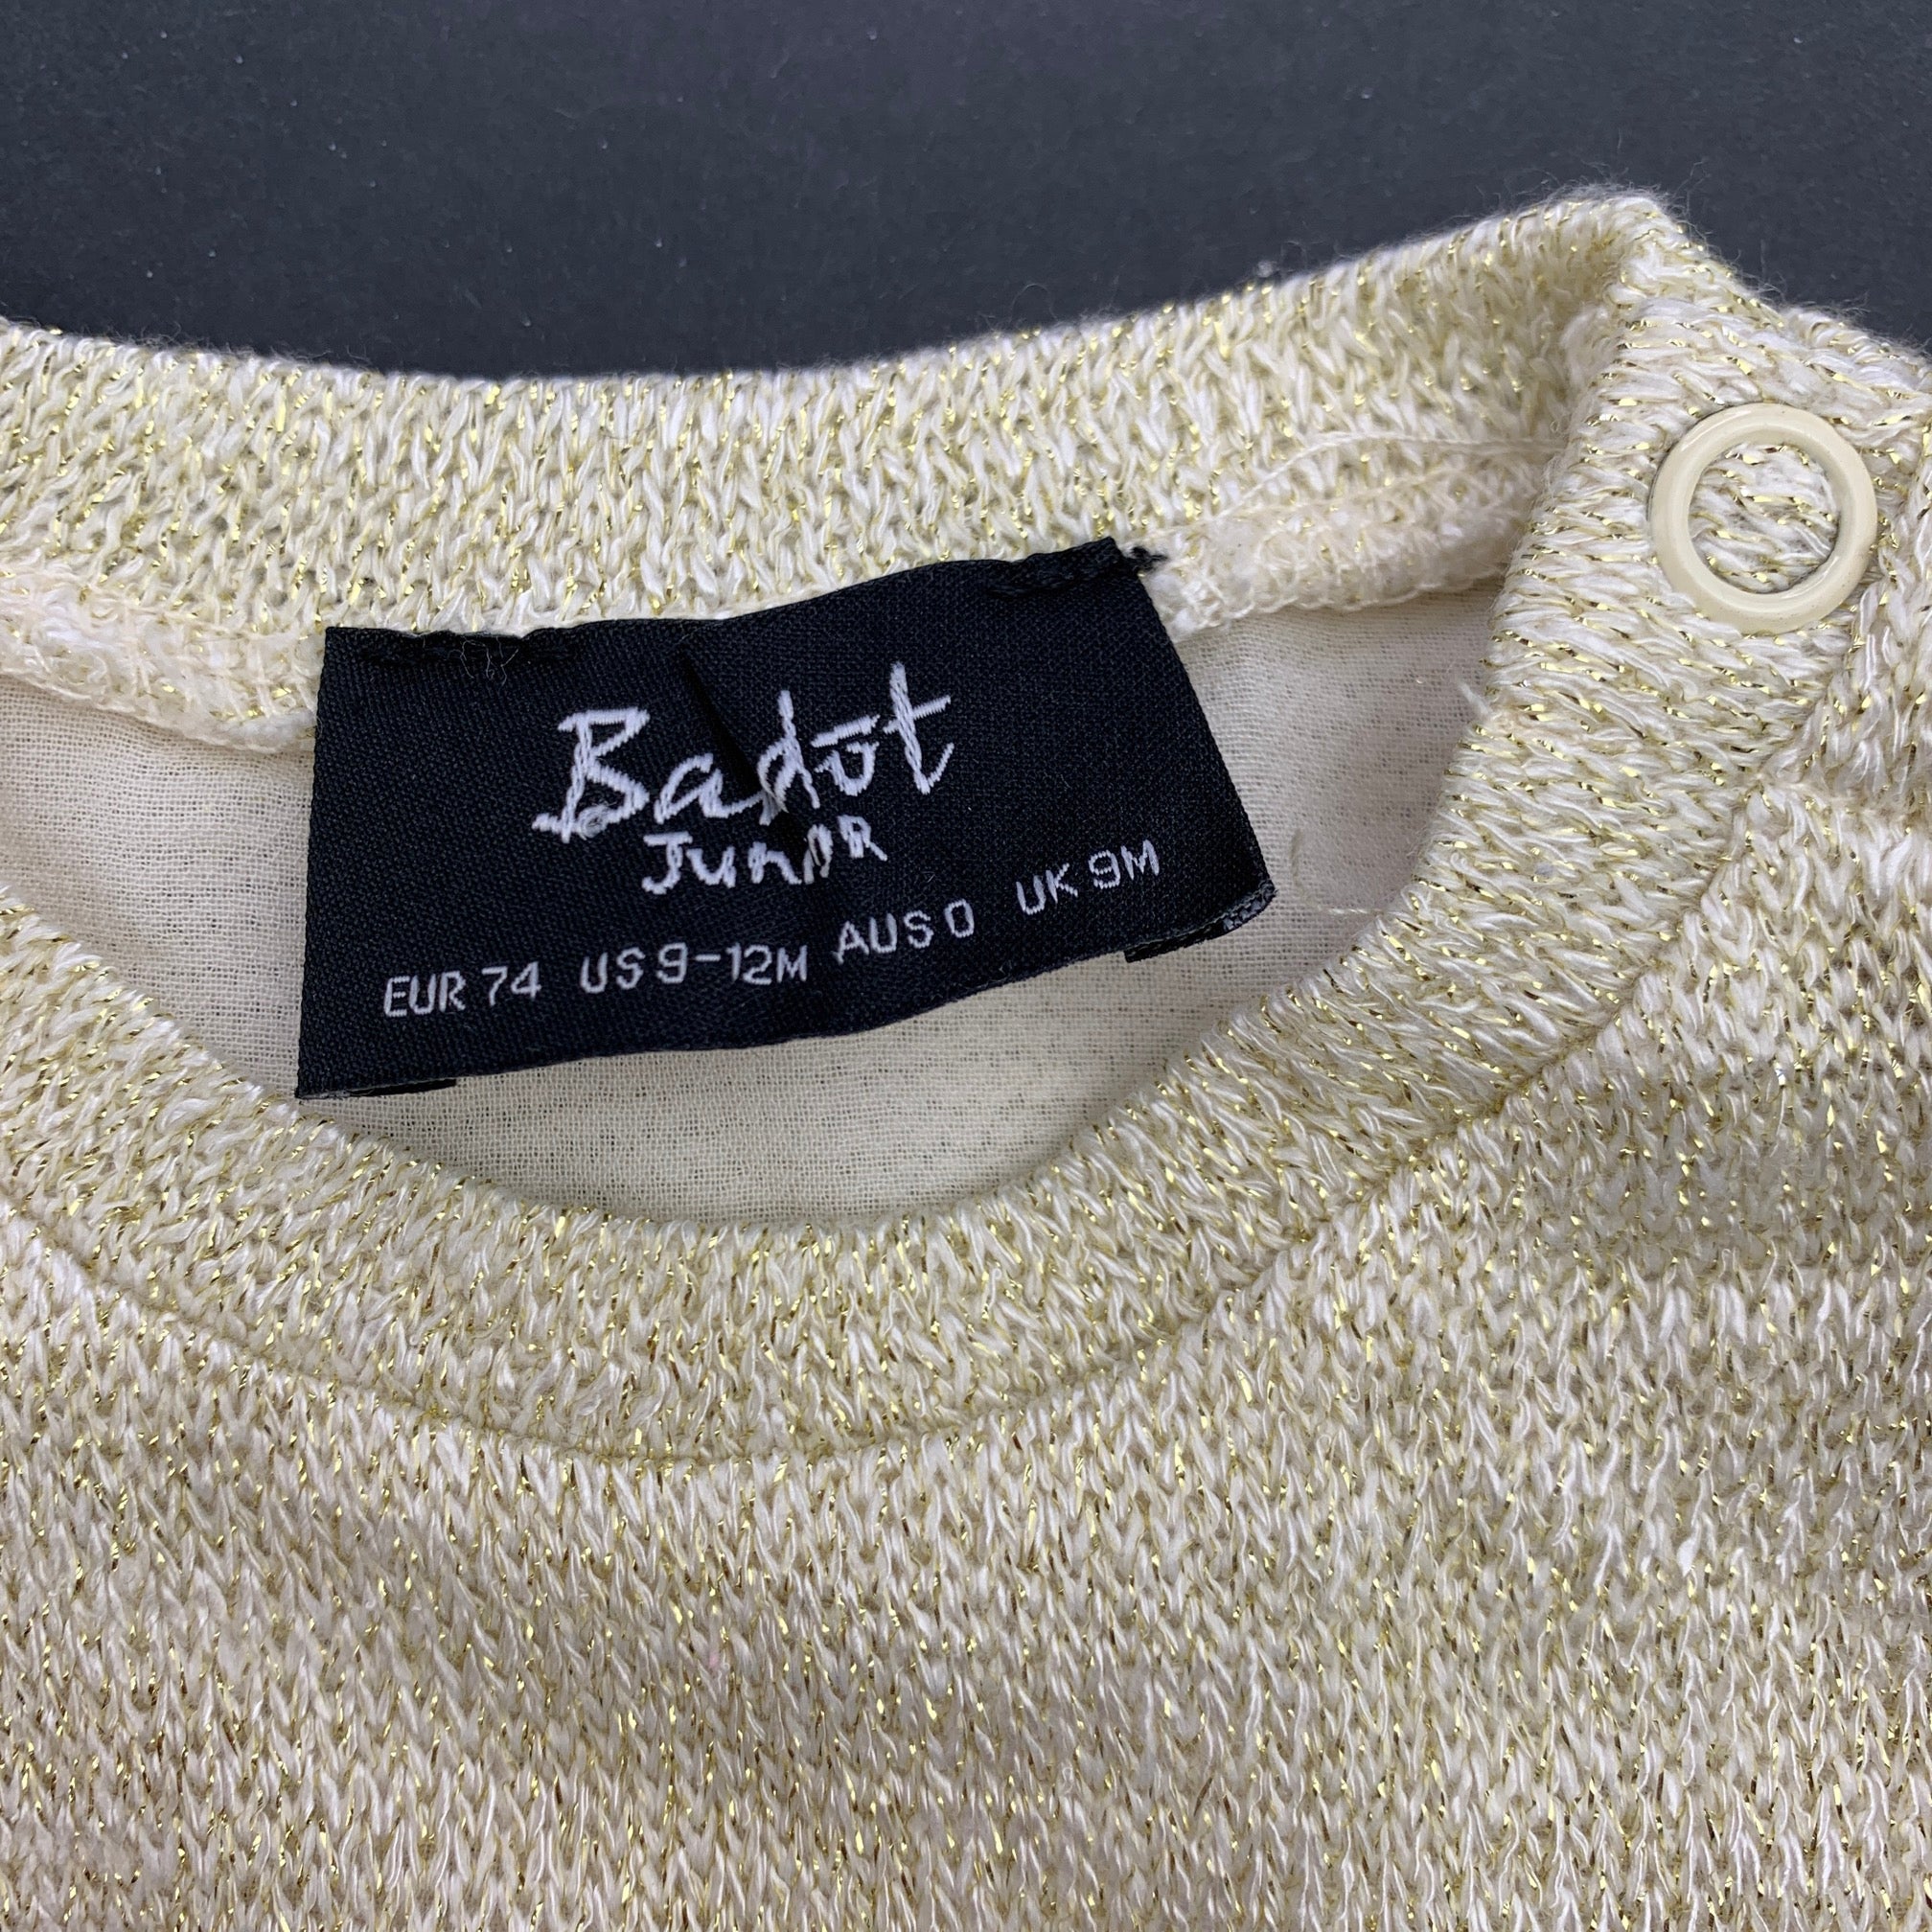 Badōt
JunIOR
EUR 74 US 9-12M AUS 0 UK 9M